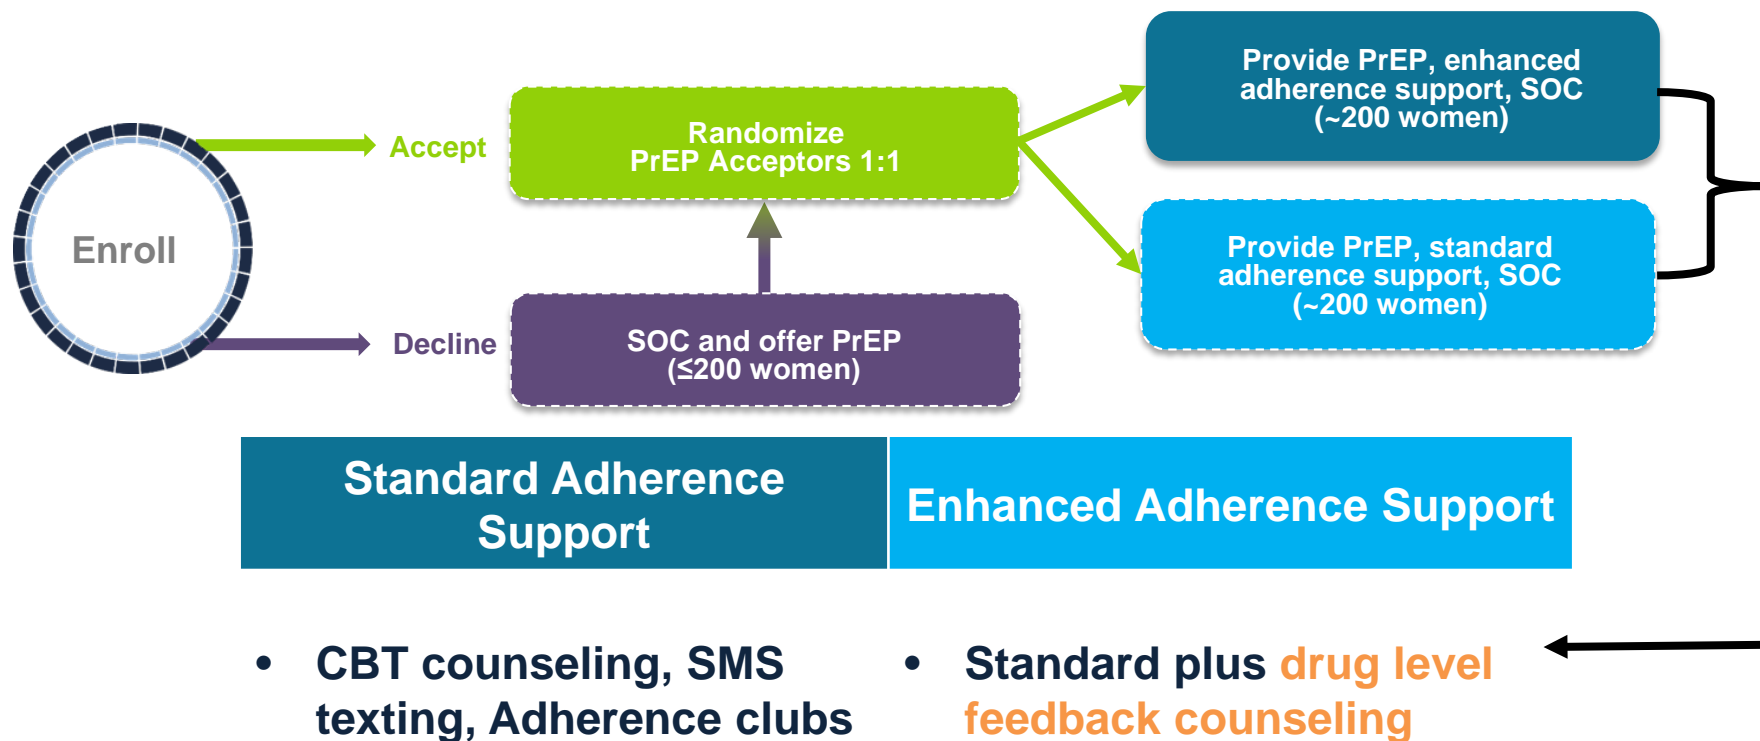 Enroll
Accept
Randomize
PrEP Acceptors 1:1
Provide PrEP, enhanced
adherence support, SOC
(~200 women)
Provide PrEP, standard
adherence support, SOC
(~200 women)
Decline
SOC and offer PrEP
(≤200 women)
Standard Adherence
Support
Enhanced Adherence Support
• CBT counseling, SMS
texting, Adherence clubs
• Standard plus drug level
feedback counseling